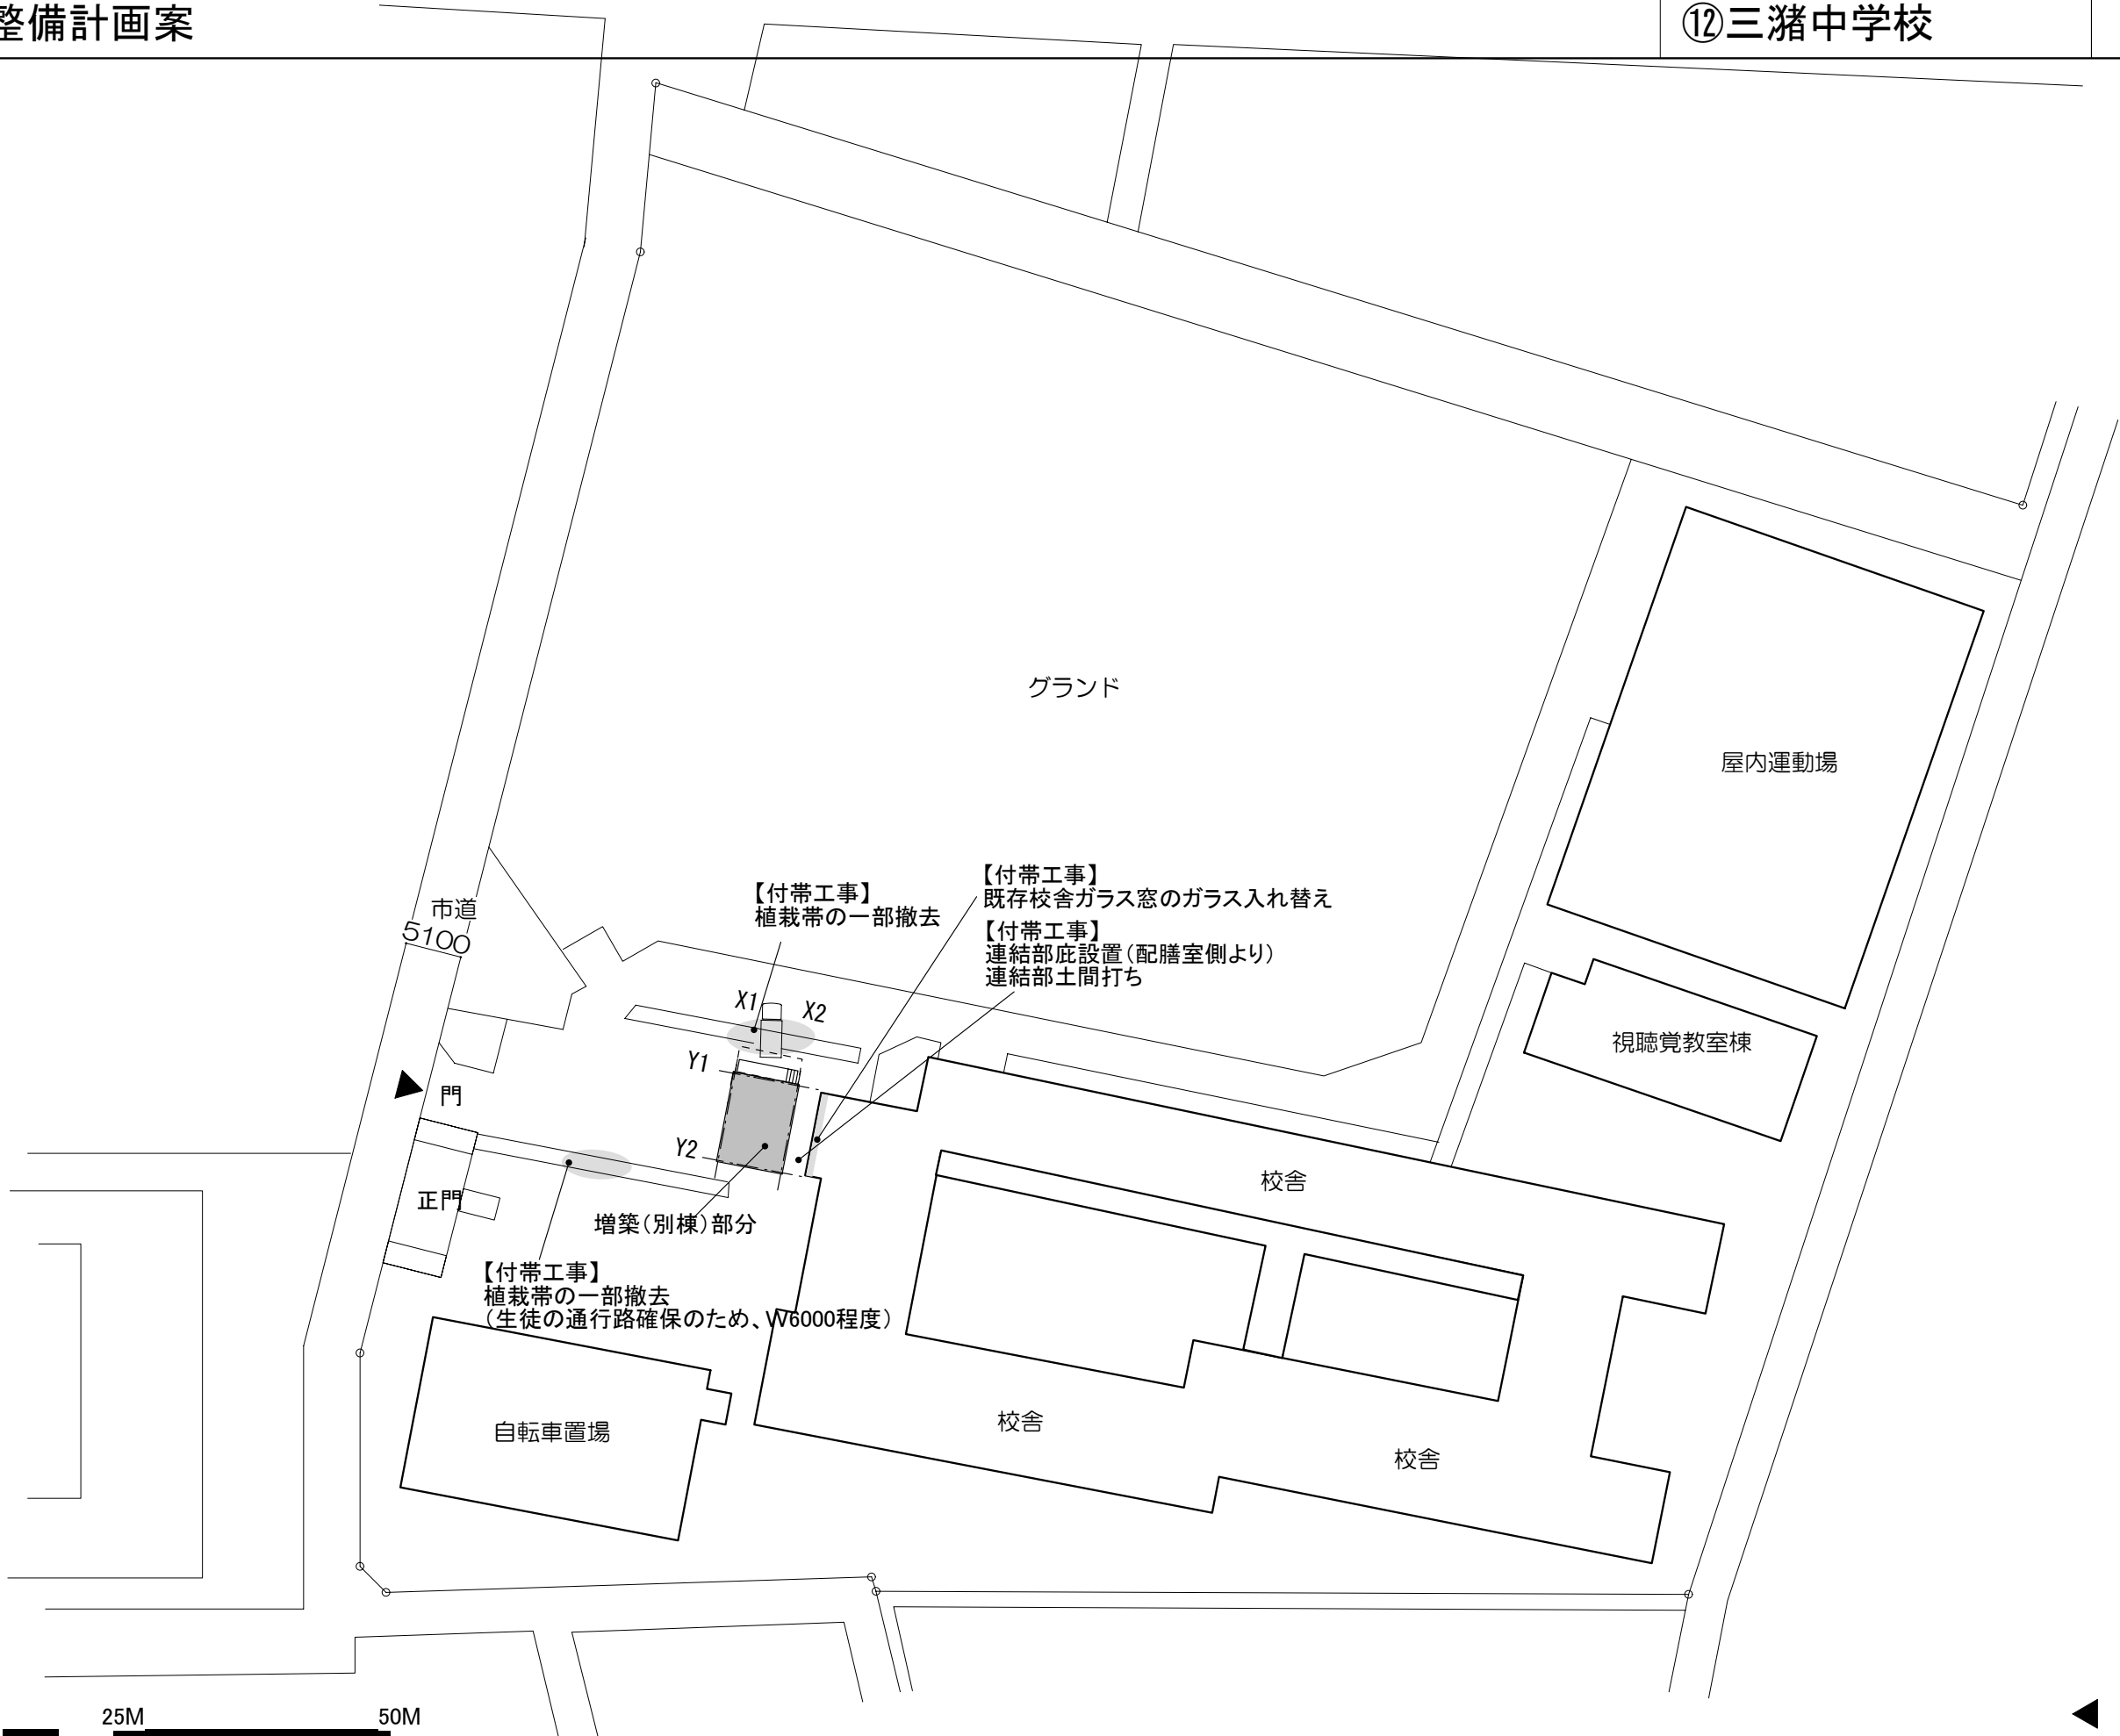 整備計画案
⑫三潴中学校
グランド
屋内運動場
【付帯工事】
既存校舎ガラス窓のガラス入れ替え
【付帯工事】
植栽帯の一部撤去
市道
5100
【付帯工事】
連結部庇設置（配膳室側より）
連結部土間打ち
X1
X2
視聴覚教室棟
Y1
門
Y2
校舎
正門
増築（別棟）部分
【付帯工事】
植栽帯の一部撤去
（生徒の通行路確保のため、W6000程度）
自転車置場
校舎
校舎
25M
50M